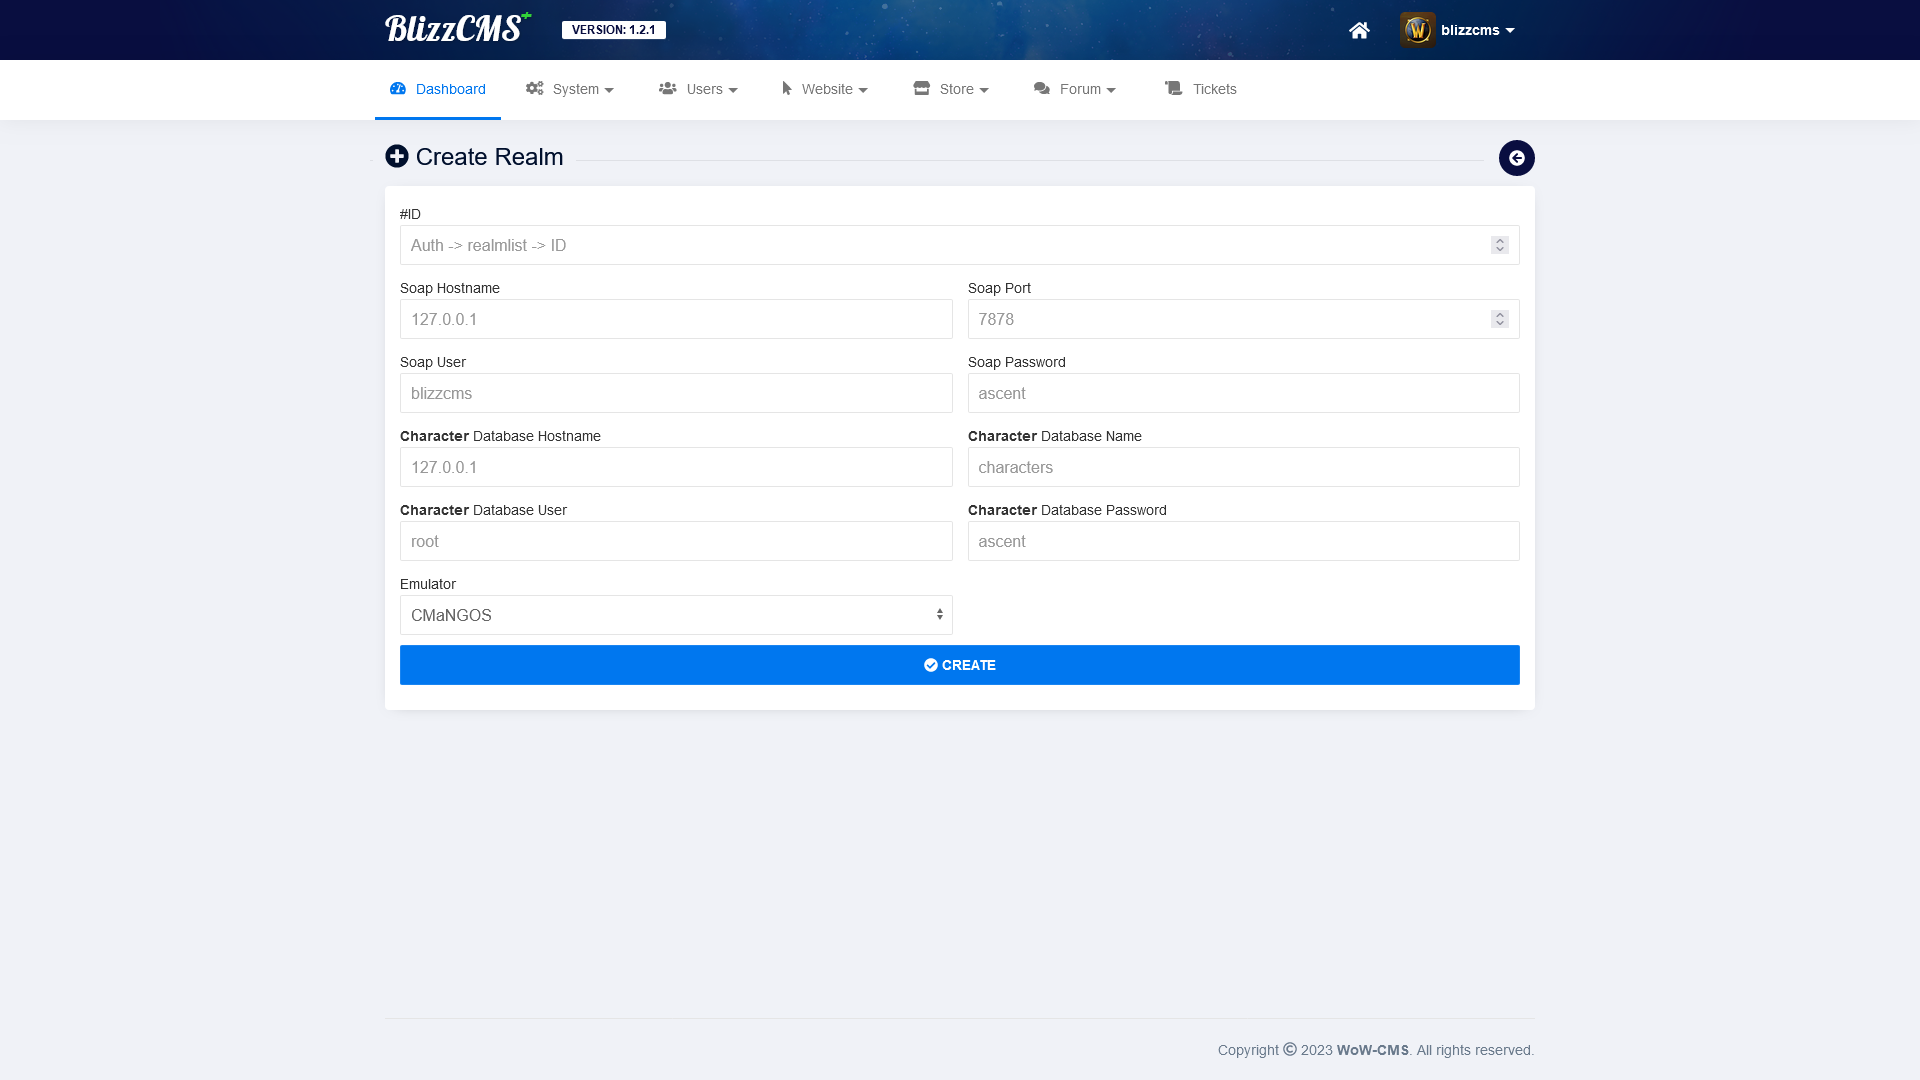 BlizzCMS+ VERSION: 1.2.1 blizzcms
Dashboard System Users Website Store Forum Tickets
Create Realm
#ID
Auth -> realmlist -> ID
Soap Hostname Soap Port
127.0.0.1 7878
Soap User Soap Password
blizzcms ascent
Character Database Hostname Character Database Name
127.0.0.1 characters
Character Database User Character Database Password
root ascent
Emulator
CMaNGOS
CREATE
Copyright © 2023 WoW-CMS. All rights reserved.